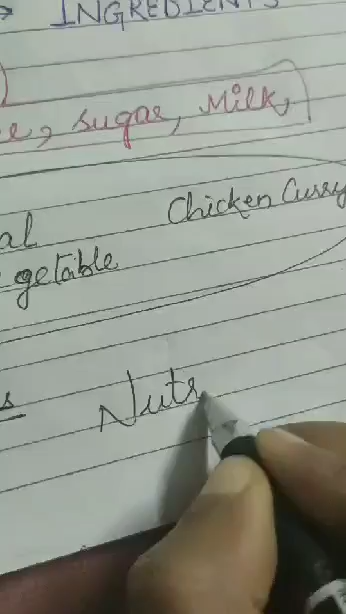 → INGREDIENTS
sugar, Milk,
Chicken Curry
getable
Nuts